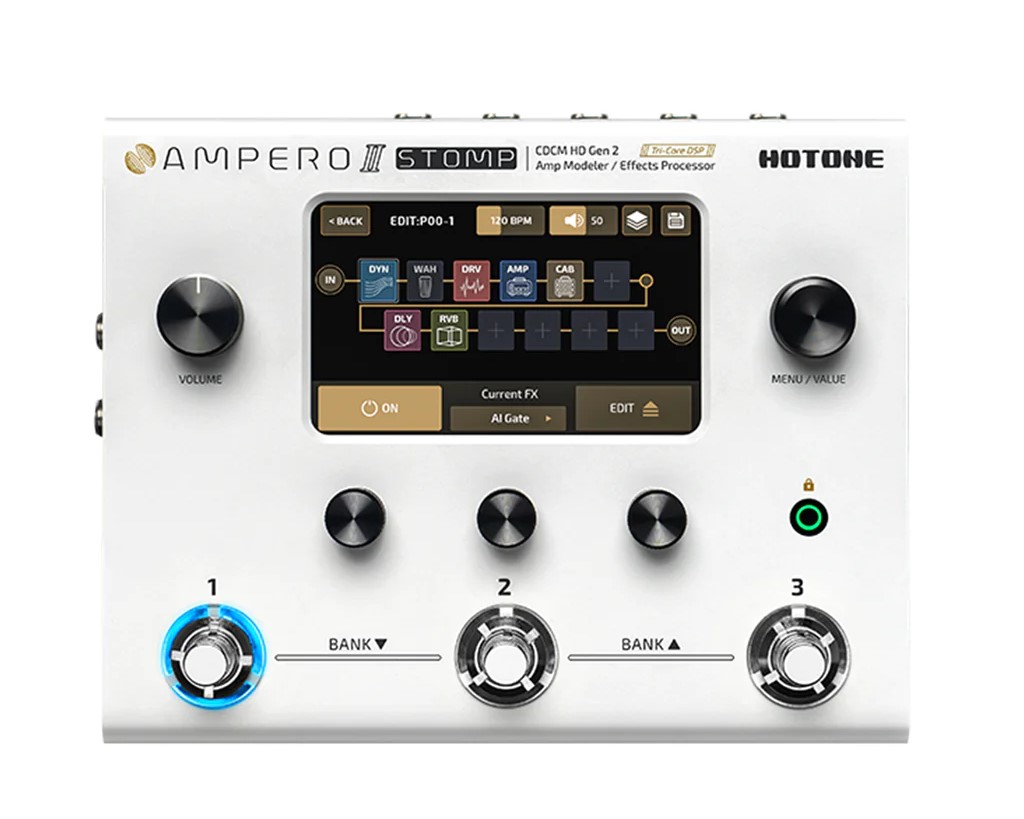 AMPERO II STOMP
CDCM HD Gen 2
Tri-Core DSP
Amp Modeler / Effects Processor
HOTONE
< BACK
EDIT:P00-1
120 BPM
50
IN
DYN
WAH
DRV
AMP
CAB
DLY
RVB
OUT
VOLUME
MENU / VALUE
ON
Current FX
AI Gate
EDIT
1
2
3
BANK ▼
BANK ▲